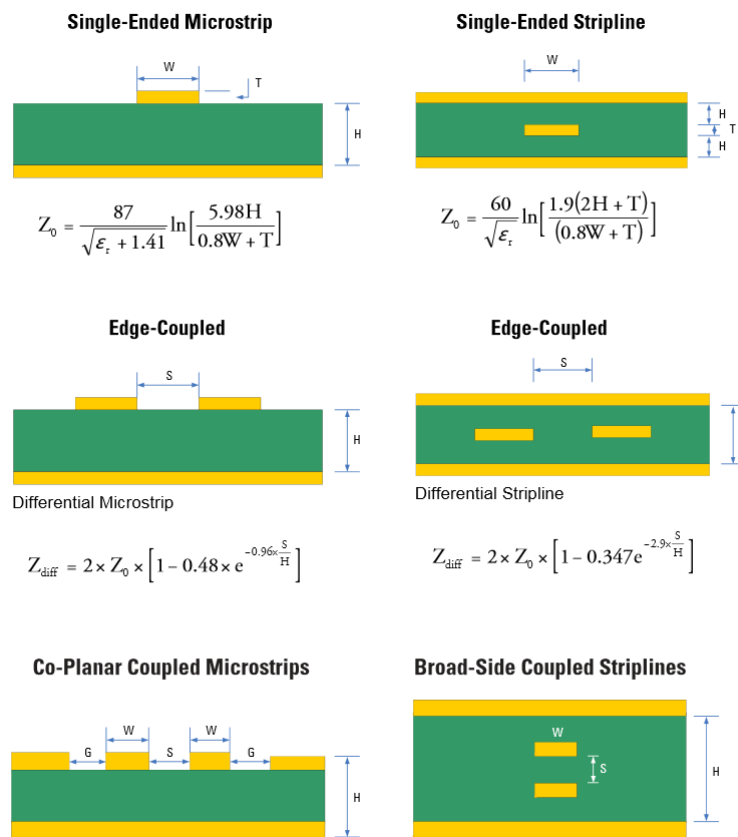 Single-Ended Microstrip
W
T
H
Z₀ = 87 / √(εᵣ + 1.41) ln[5.98H / 0.8W + T]
Single-Ended Stripline
W
H
T
H
Z₀ = 60 / √εᵣ ln[1.9(2H + T) / (0.8W + T)]
Edge-Coupled
S
H
Differential Microstrip
Z_diff = 2 × Z₀ × [1 − 0.48 × e^(−0.96× S/H)]
Edge-Coupled
S
Differential Stripline
Z_diff = 2 × Z₀ × [1 − 0.347e^(−2.9× S/H)]
Co-Planar Coupled Microstrips
G
W
S
W
G
H
Broad-Side Coupled Striplines
W
S
H